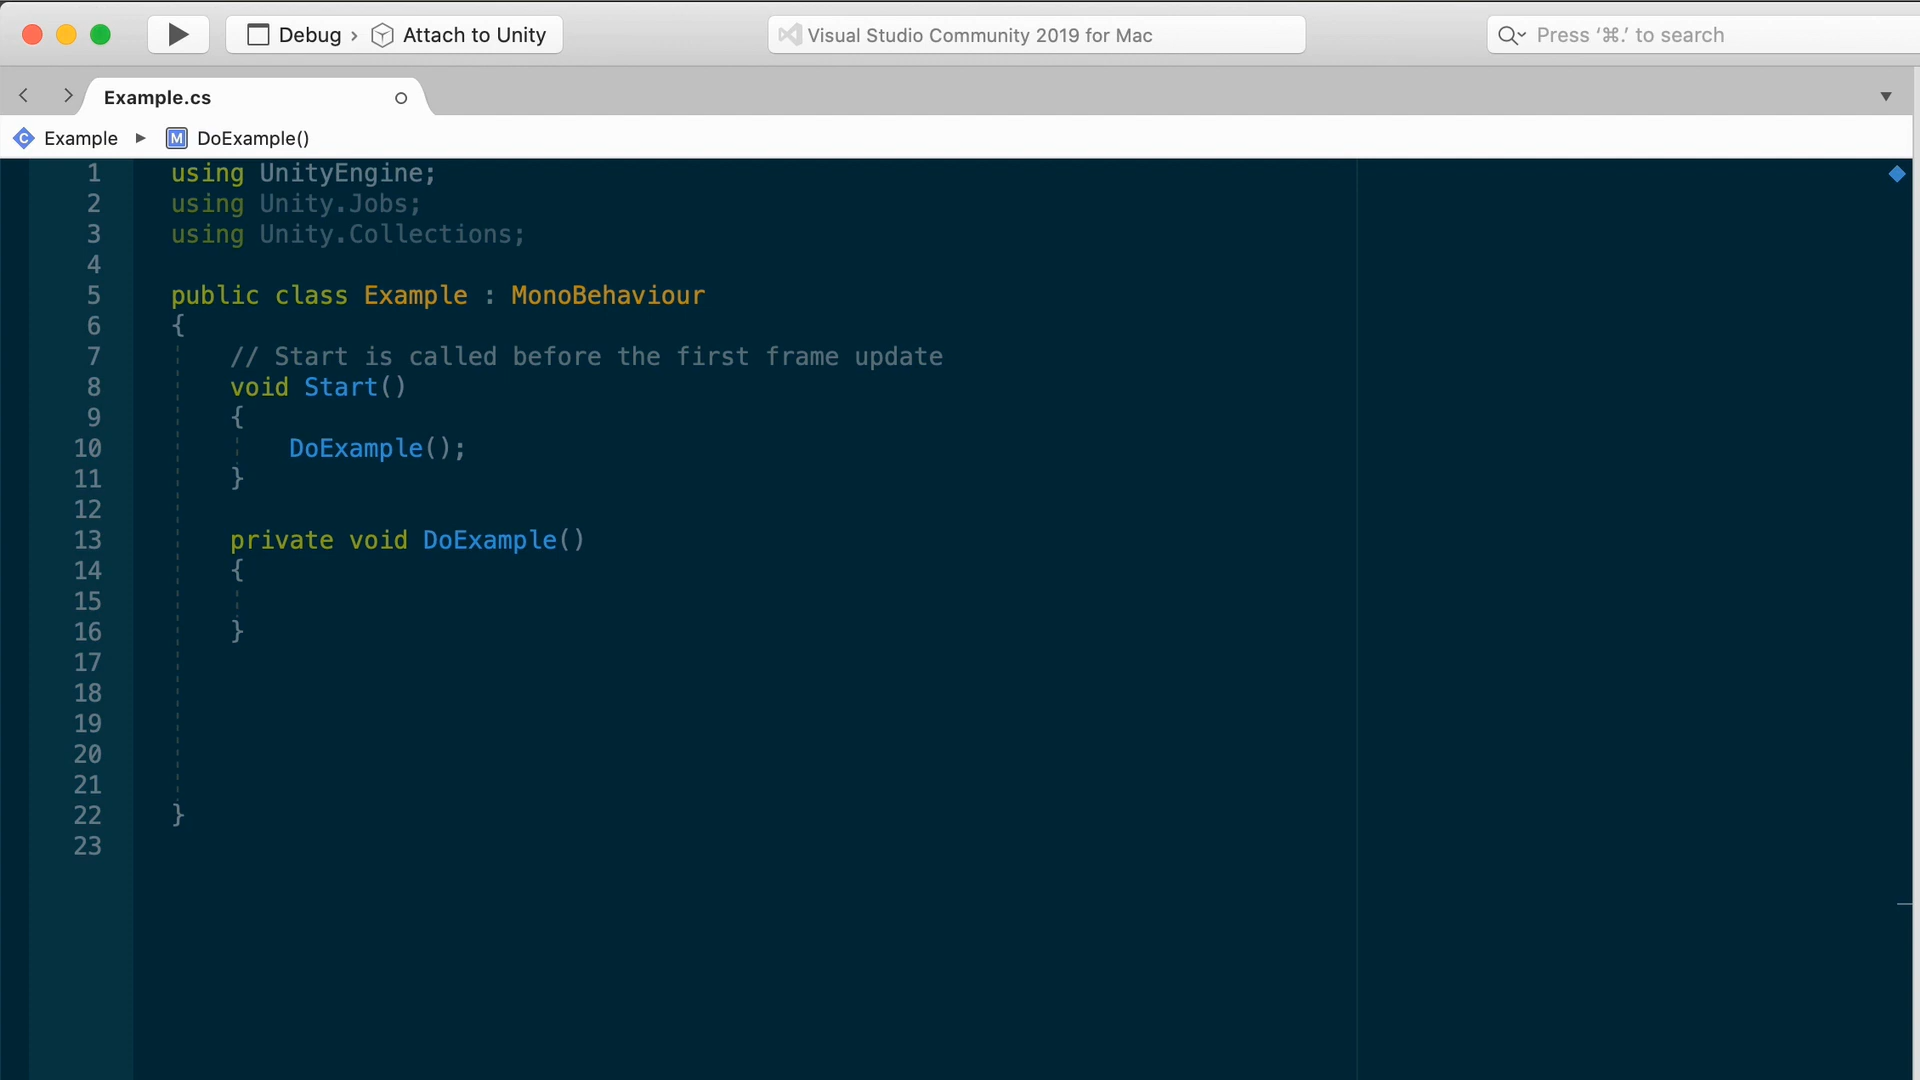 Debug › Attach to Unity
Visual Studio Community 2019 for Mac
Press ‘⌘.’ to search
Example.cs
Example ▸ M DoExample()
1 using UnityEngine;
2 using Unity.Jobs;
3 using Unity.Collections;
4
5 public class Example : MonoBehaviour
6 {
7 // Start is called before the first frame update
8 void Start()
9 {
10 DoExample();
11 }
12
13 private void DoExample()
14 {
15
16 }
17
18
19
20
21
22 }
23